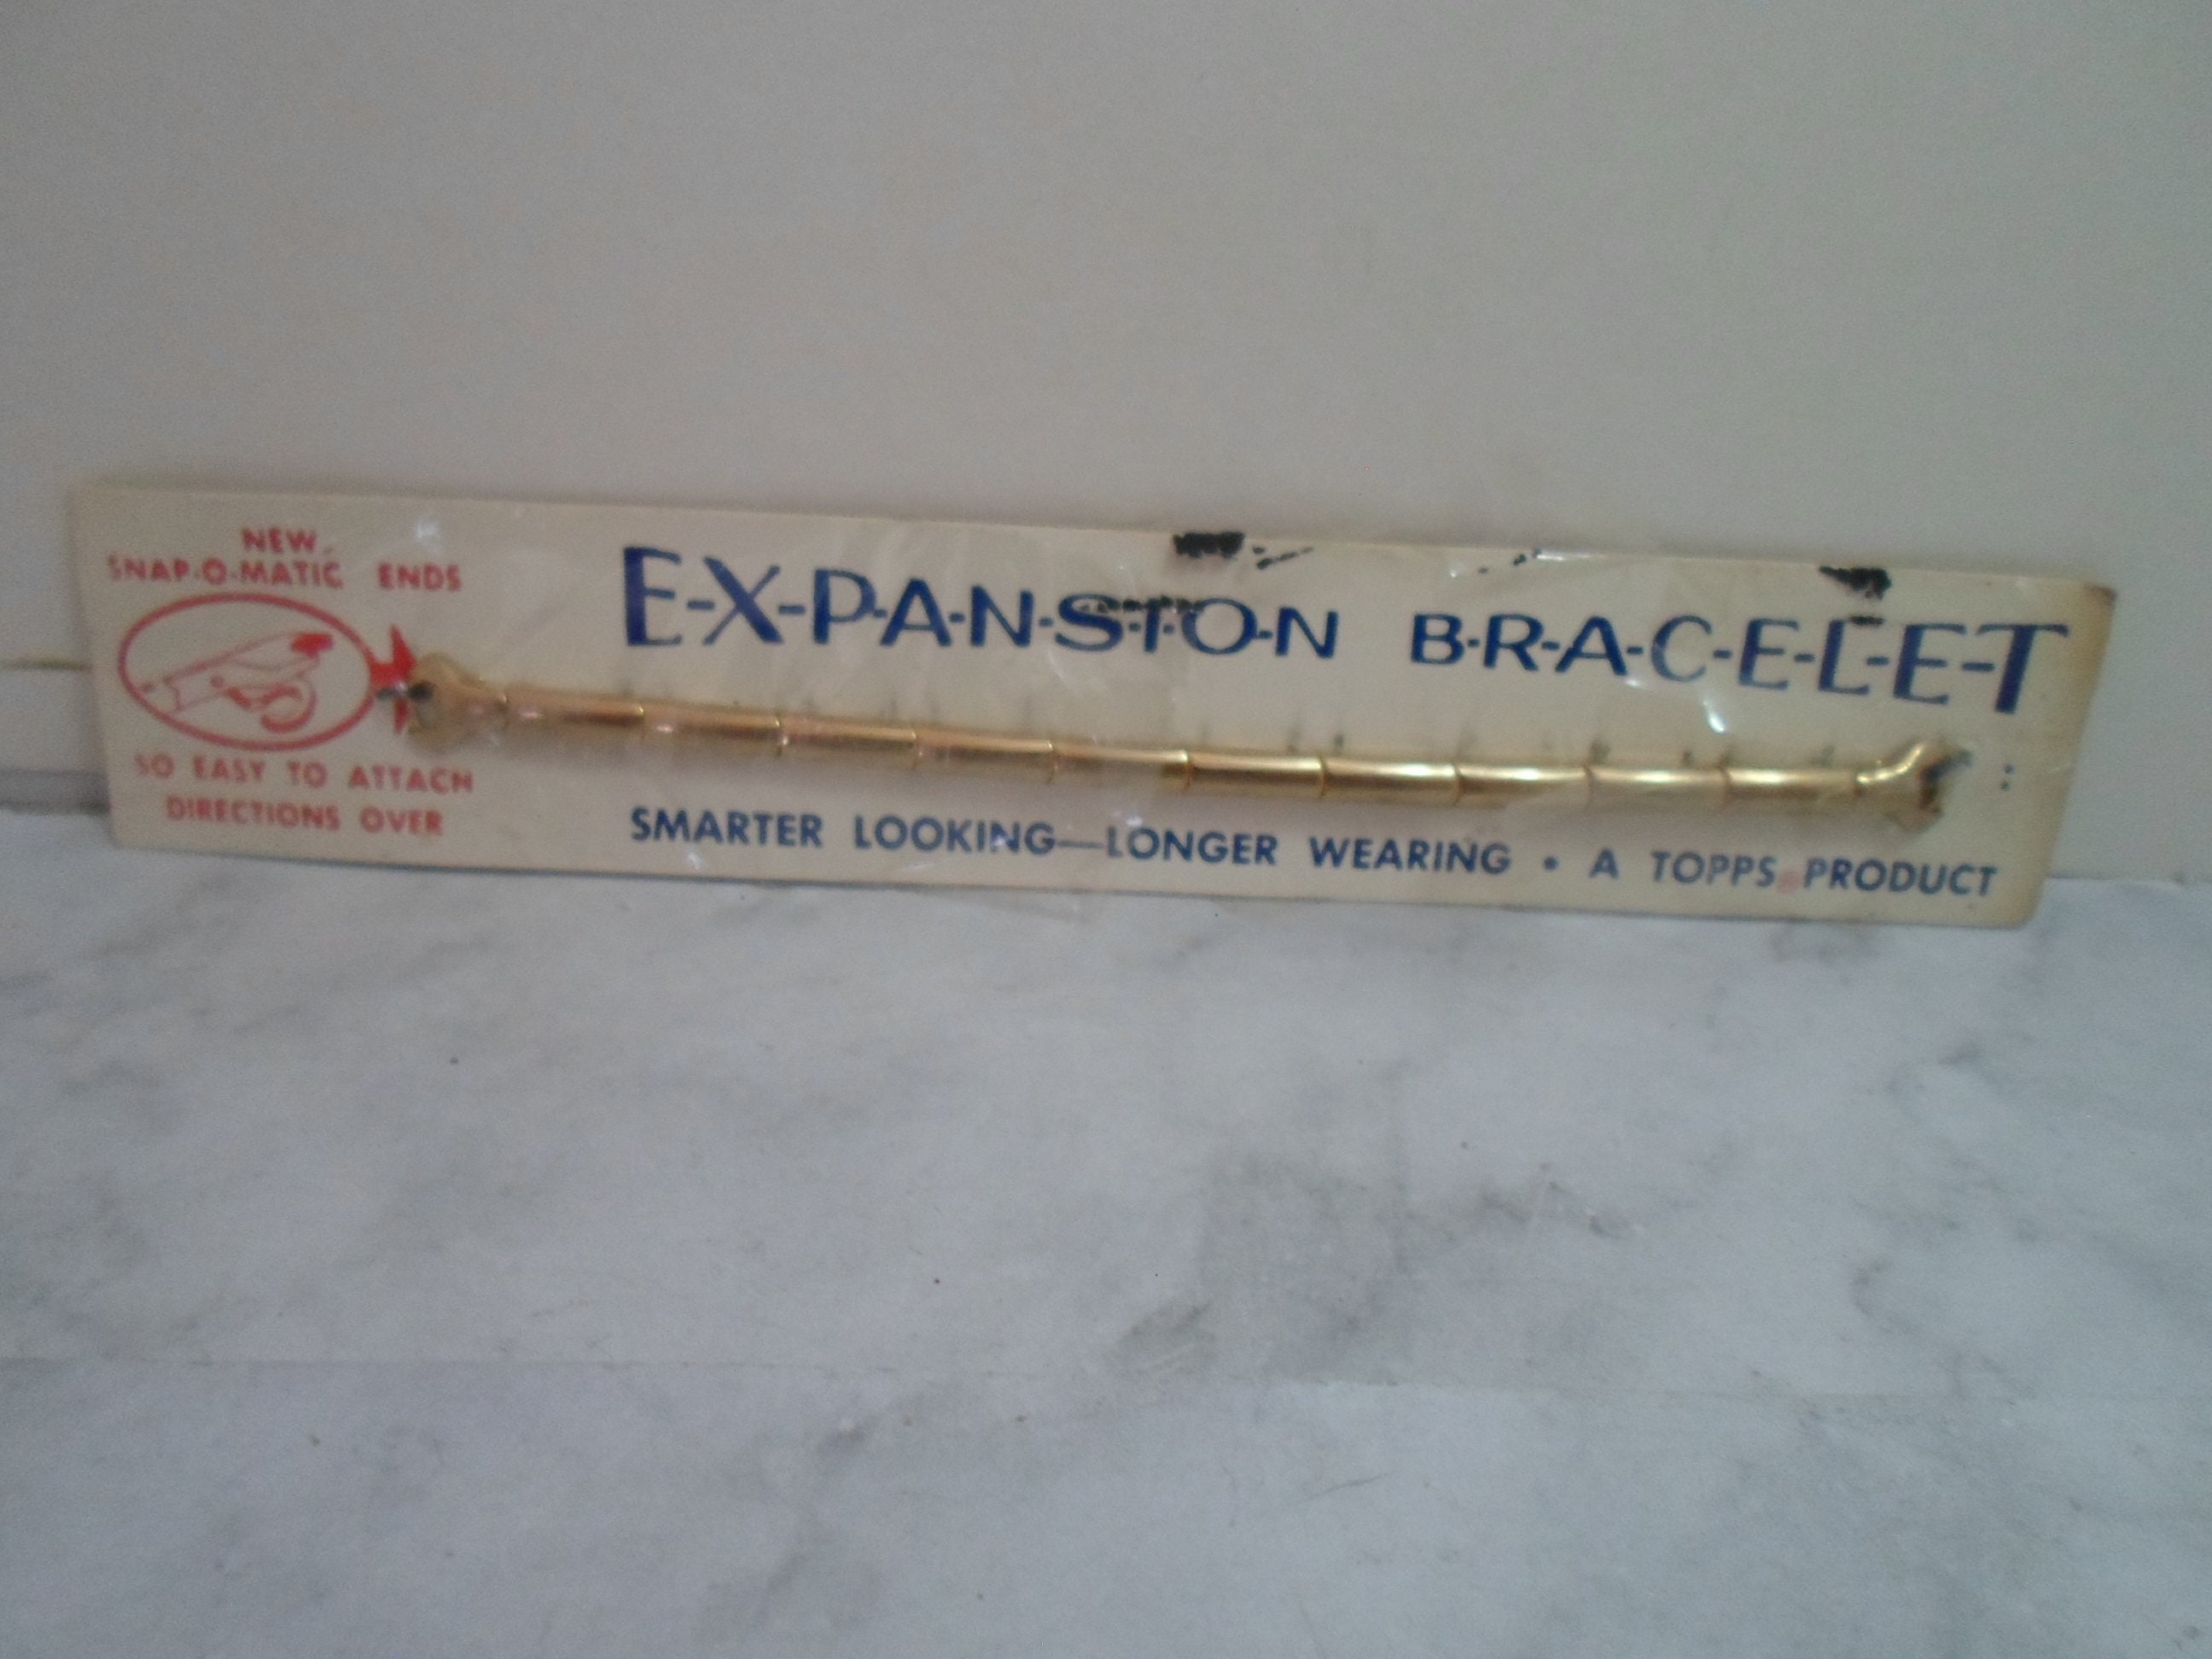 NEW
SNAP-O-MATIC ENDS
SO EASY TO ATTACH
DIRECTIONS OVER
E-X-P-A-N-S-I-O-N B-R-A-C-E-L-E-T
SMARTER LOOKING—LONGER WEARING • A TOPPS PRODUCT